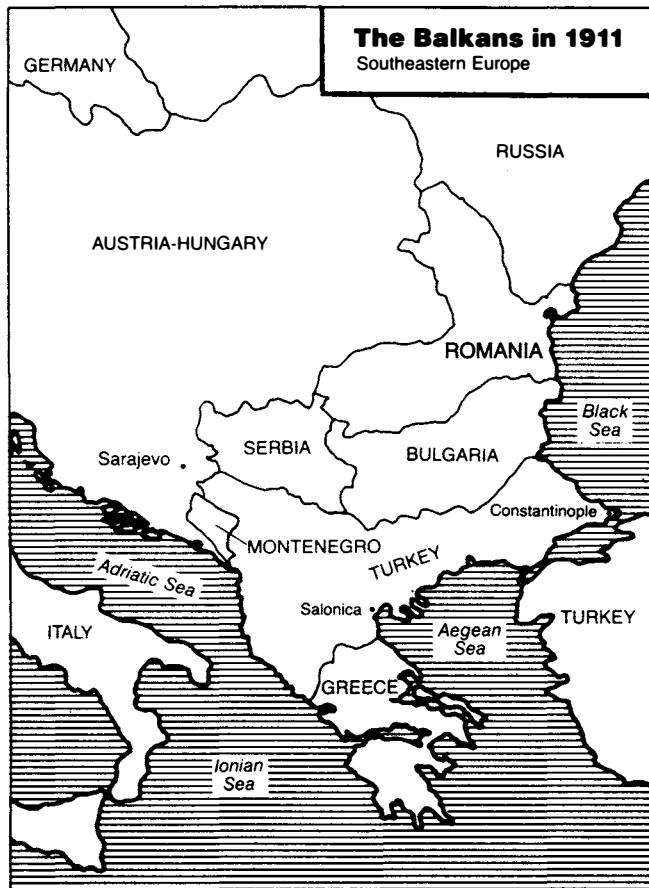 The Balkans in 1911
Southeastern Europe
GERMANY
RUSSIA
AUSTRIA-HUNGARY
ROMANIA
Black
Sea
SERBIA
BULGARIA
Sarajevo
Constantinople
MONTENEGRO
TURKEY
Adriatic Sea
Salonica
TURKEY
ITALY
Aegean
Sea
GREECE
Ionian
Sea